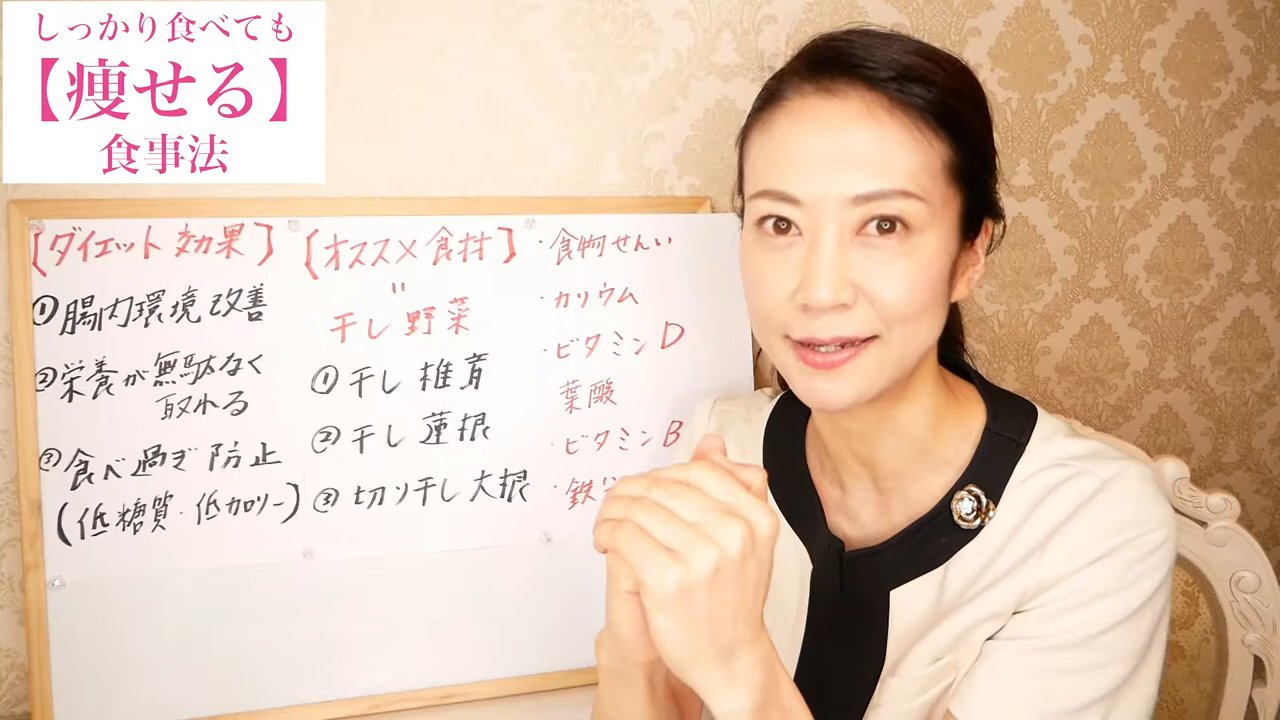 しっかり食べても
【痩せる】
食事法
[ダイエット効果]
①腸内環境改善
②栄養が無駄なく
取れる
③食べ過ぎ防止
(低糖質・低カロリー)
[オススメ食材]
"
干し野菜
①干し椎茸
②干し蓮根
③切り干し大根
・食物せんい
・カリウム
・ビタミンD
葉酸
・ビタミンB
・鉄